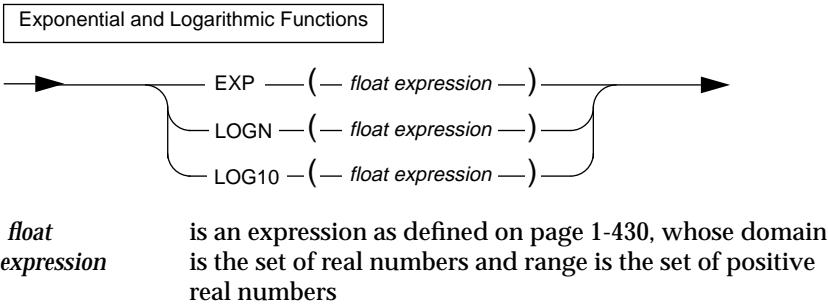 Exponential and Logarithmic Functions
EXP ( float expression )
LOGN ( float expression )
LOG10 ( float expression )
float expression is an expression as defined on page 1-430, whose domain
is the set of real numbers and range is the set of positive
real numbers